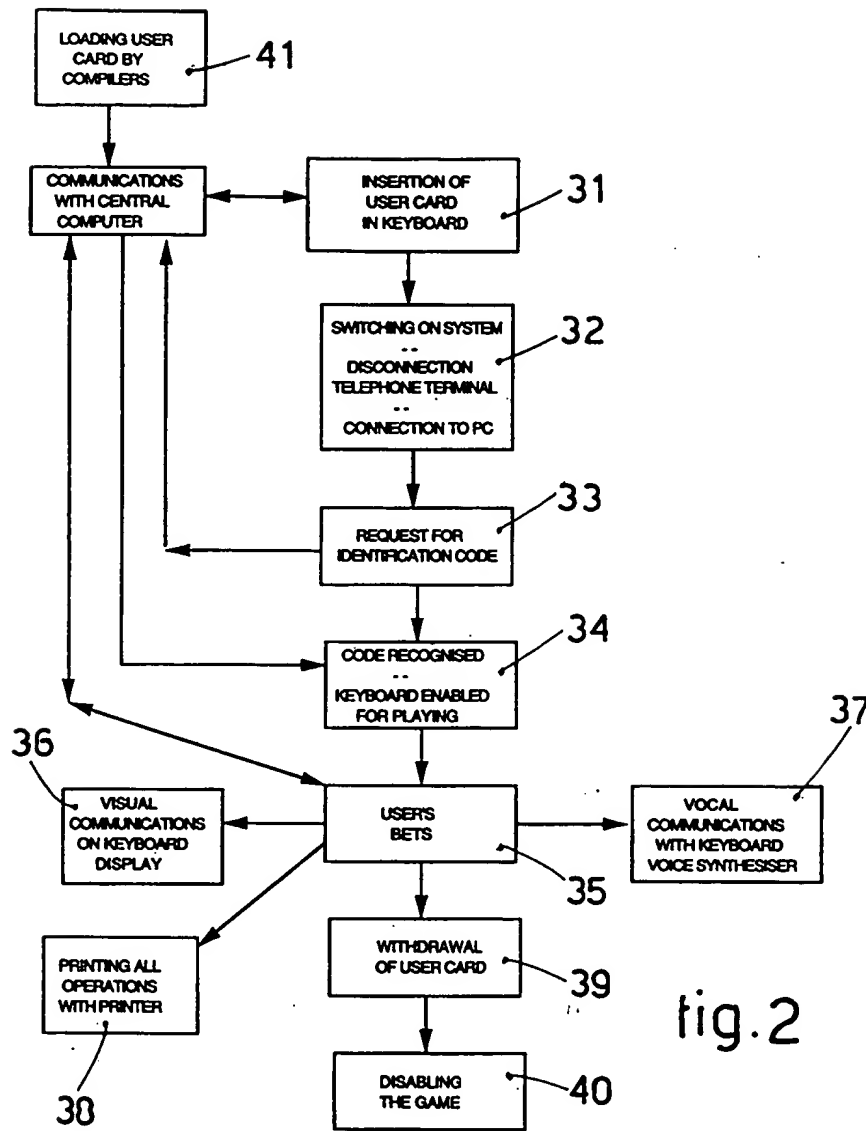 LOADING USER
CARD BY
COMPILERS
41
COMMUNICATIONS
WITH CENTRAL
COMPUTER
INSERTION OF
USER CARD
IN KEYBOARD
31
SWITCHING ON SYSTEM
--
DISCONNECTION
TELEPHONE TERMINAL
--
CONNECTION TO PC
32
REQUEST FOR
IDENTIFICATION CODE
33
CODE RECOGNISED
--
KEYBOARD ENABLED
FOR PLAYING
34
36
VISUAL
COMMUNICATIONS
ON KEYBOARD
DISPLAY
USER'S
BETS
35
37
VOCAL
COMMUNICATIONS
WITH KEYBOARD
VOICE SYNTHESISER
PRINTING ALL
OPERATIONS
WITH PRINTER
38
WITHDRAWAL
OF USER CARD
39
DISABLING
THE GAME
40
fig.2